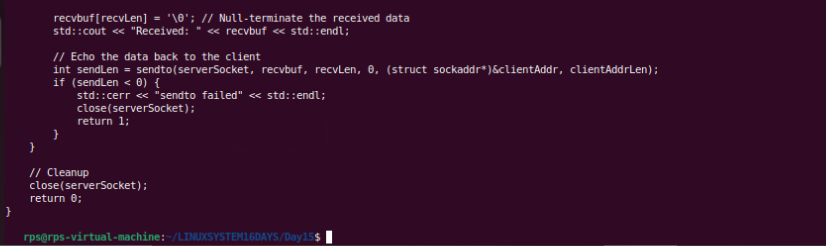 recvbuf[recvLen] = '\0'; // Null-terminate the received data
std::cout << "Received: " << recvbuf << std::endl;
// Echo the data back to the client
int sendLen = sendto(serverSocket, recvbuf, recvLen, 0, (struct sockaddr*)&clientAddr, clientAddrLen);
if (sendLen < 0) {
std::cerr << "sendto failed" << std::endl;
close(serverSocket);
return 1;
}
}
// Cleanup
close(serverSocket);
return 0;
}
rps@rps-virtual-machine:~/LINUXSYSTEM16DAYS/Day15$